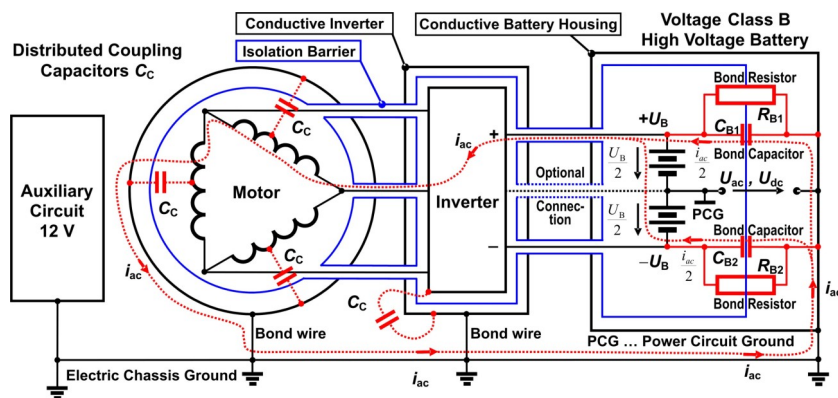 Distributed Coupling
Capacitors CC
Conductive Inverter
Isolation Barrier
Conductive Battery Housing
Voltage Class B
High Voltage Battery
Auxiliary
Circuit
12 V
Motor
CC
CC
CC
CC
iac
iac
Inverter
+
−
Optional
Connec-
tion
+UB
−UB
UB
2
UB
2
iac
2
iac
2
Bond Resistor
RB1
CB1
Bond Capacitor
Uac , Udc
PCG
Bond Capacitor
CB2
RB2
Bond Resistor
iac
Bond wire
Bond wire
PCG ... Power Circuit Ground
Electric Chassis Ground
iac
iac